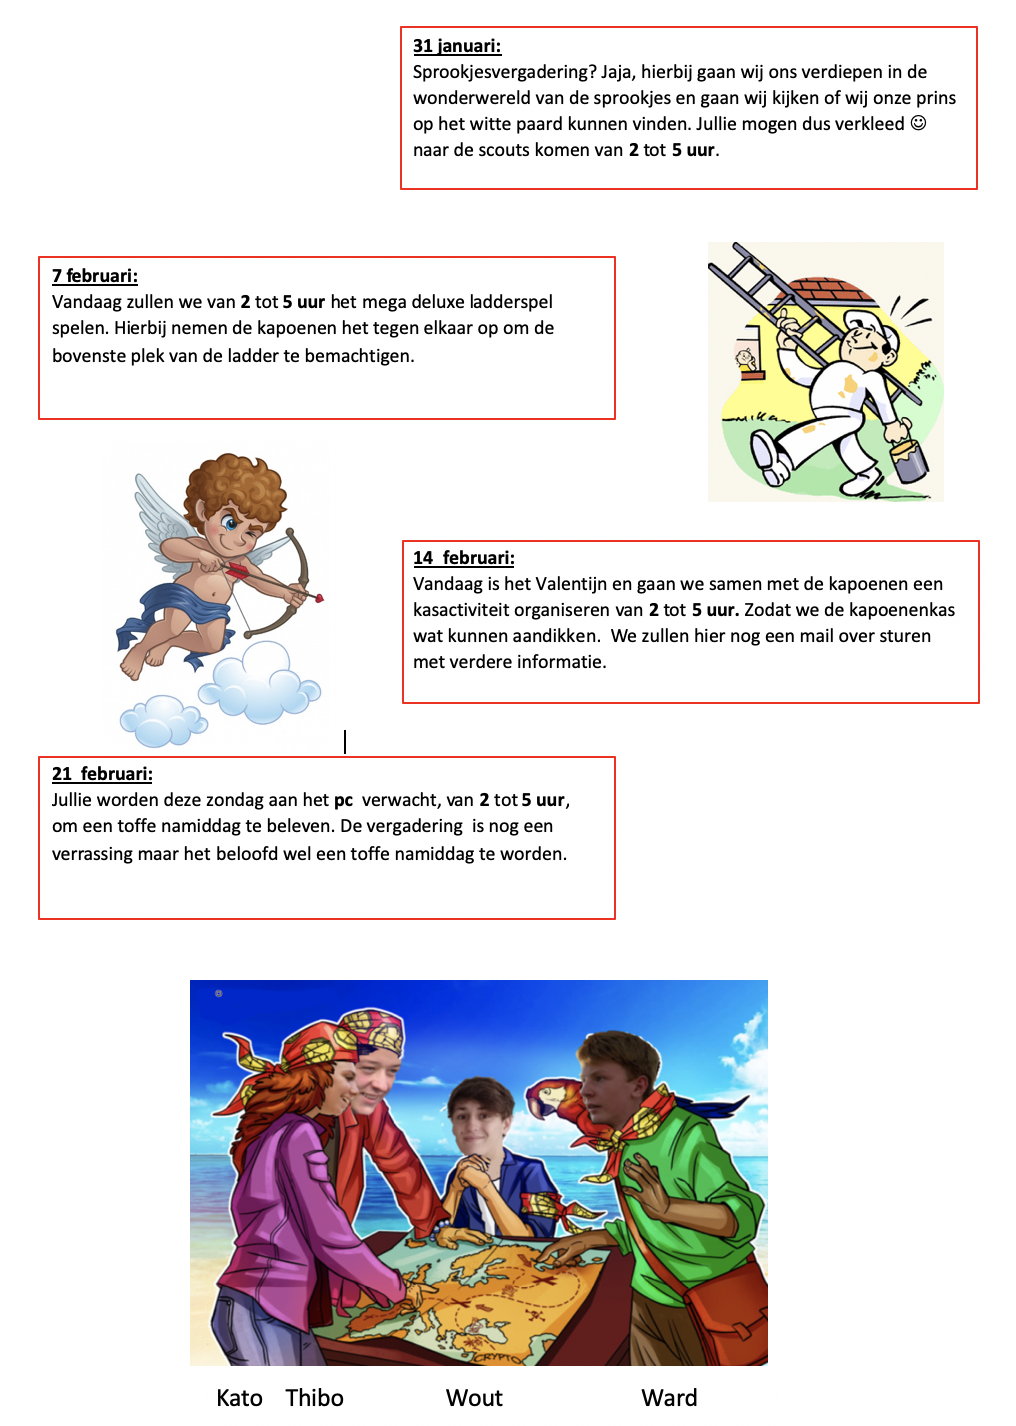 31 januari:
Sprookjesvergadering? Jaja, hierbij gaan wij ons verdiepen in de
wonderwereld van de sprookjes en gaan wij kijken of wij onze prins
op het witte paard kunnen vinden. Jullie mogen dus verkleed ☺
naar de scouts komen van 2 tot 5 uur.
7 februari:
Vandaag zullen we van 2 tot 5 uur het mega deluxe ladderspel
spelen. Hierbij nemen de kapoenen het tegen elkaar op om de
bovenste plek van de ladder te bemachtigen.
14  februari:
Vandaag is het Valentijn en gaan we samen met de kapoenen een
kasactiviteit organiseren van 2 tot 5 uur. Zodat we de kapoenenkas
wat kunnen aandikken.  We zullen hier nog een mail over sturen
met verdere informatie.
21  februari:
Jullie worden deze zondag aan het pc  verwacht, van 2 tot 5 uur,
om een toffe namiddag te beleven. De vergadering  is nog een
verrassing maar het beloofd wel een toffe namiddag te worden.
CRYPTO
Kato Thibo Wout Ward